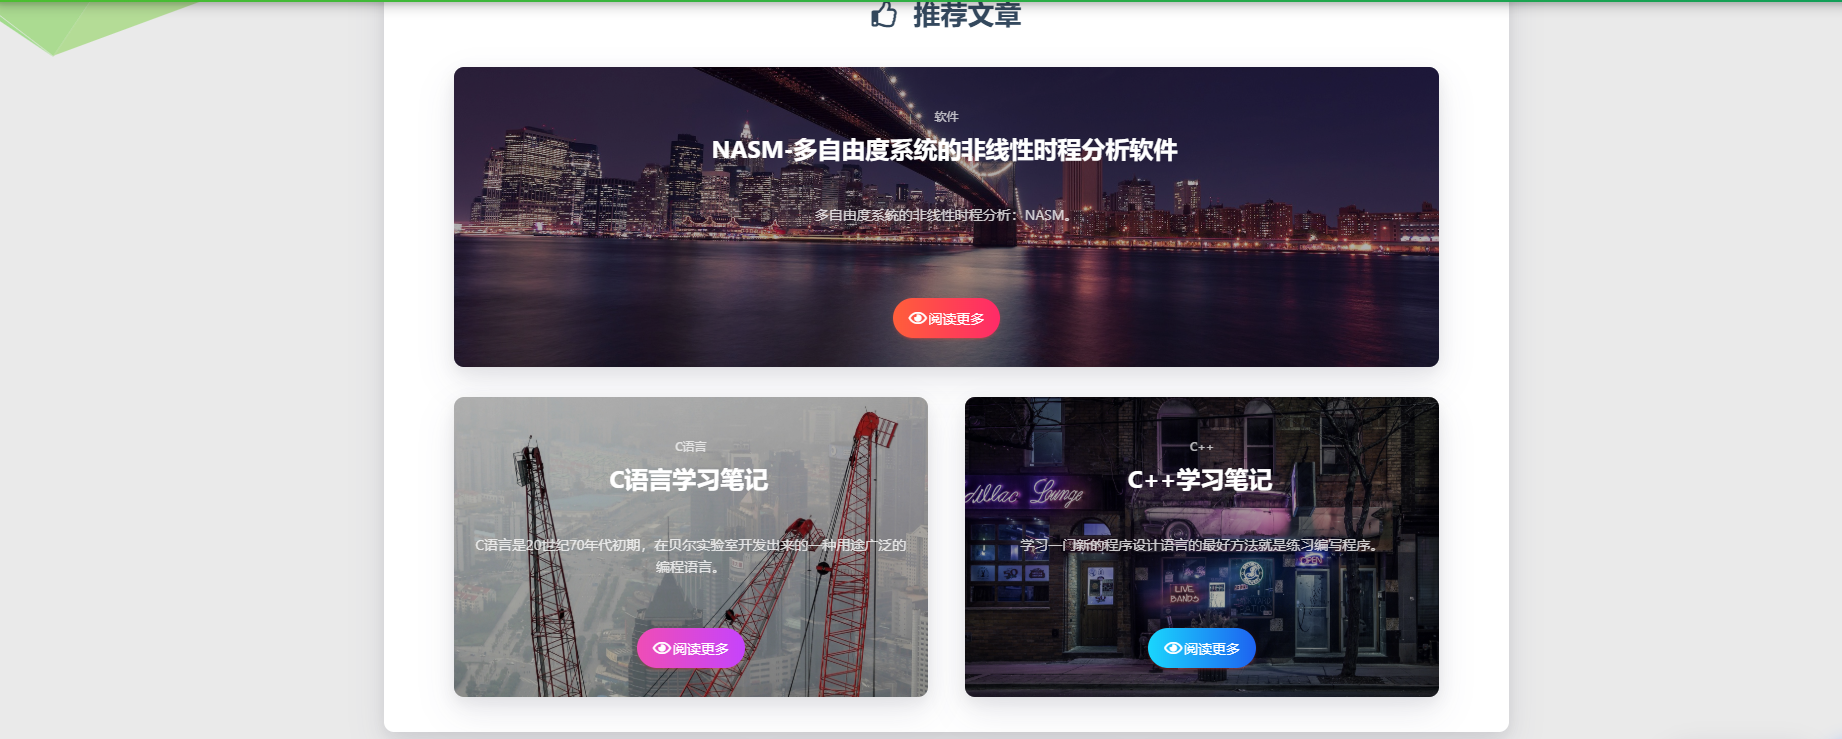 推荐文章
软件
NASM-多自由度系统的非线性时程分析软件
多自由度系统的非线性时程分析：NASM。
阅读更多
C语言
C语言学习笔记
C语言是20世纪70年代初期，在贝尔实验室开发出来的一种用途广泛的
编程语言。
阅读更多
C++
C++学习笔记
dillac Lounge
学习一门新的程序设计语言的最好方法就是练习编写程序。
OPEN
LIVE
BANDS
阅读更多